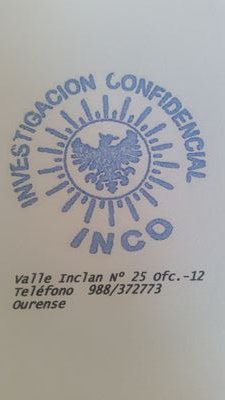 INVESTIGACION CONFIDENCIAL
INCO
Valle Inclan Nº 25 Ofc.-12
Teléfono 988/372773
Ourense